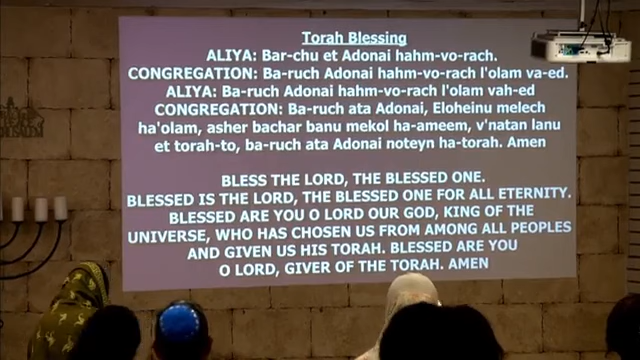 Torah Blessing
ALIYA: Bar-chu et Adonai hahm-vo-rach.
CONGREGATION: Ba-ruch Adonai hahm-vo-rach l'olam va-ed.
ALIYA: Ba-ruch Adonai hahm-vo-rach l'olam vah-ed
CONGREGATION: Ba-ruch ata Adonai, Eloheinu melech
ha'olam, asher bachar banu mekol ha-ameem, v'natan lanu
et torah-to, ba-ruch ata Adonai noteyn ha-torah. Amen
BLESS THE LORD, THE BLESSED ONE.
BLESSED IS THE LORD, THE BLESSED ONE FOR ALL ETERNITY.
BLESSED ARE YOU O LORD OUR GOD, KING OF THE
UNIVERSE, WHO HAS CHOSEN US FROM AMONG ALL PEOPLES
AND GIVEN US HIS TORAH. BLESSED ARE YOU
O LORD, GIVER OF THE TORAH. AMEN